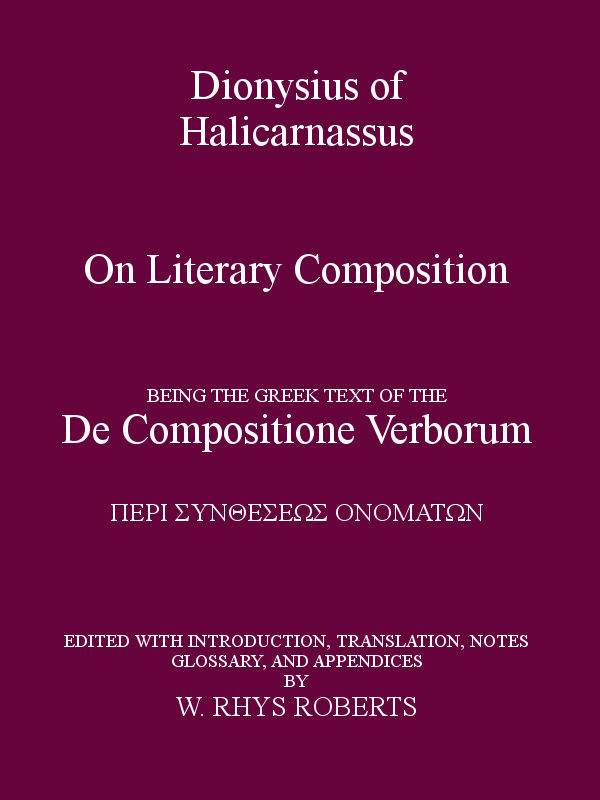 Dionysius of
Halicarnassus
On Literary Composition
BEING THE GREEK TEXT OF THE
De Compositione Verborum
ΠΕΡΙ ΣΥΝΘΕΣΕΩΣ ΟΝΟΜΑΤΩΝ
EDITED WITH INTRODUCTION, TRANSLATION, NOTES
GLOSSARY, AND APPENDICES
BY
W. RHYS ROBERTS